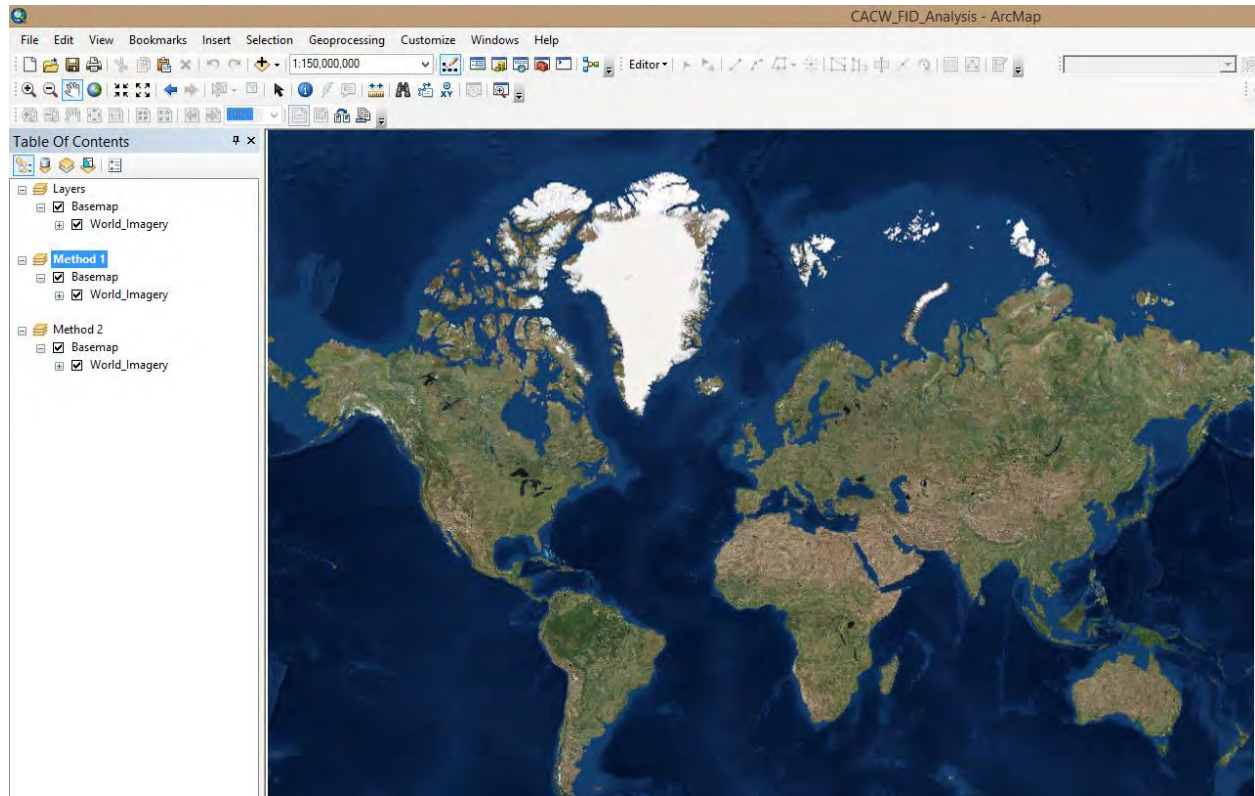 CACW_FID_Analysis - ArcMap
File Edit View Bookmarks Insert Selection Geoprocessing Customize Windows Help
1:150,000,000 Editor
Table Of Contents
Layers
Basemap
World_Imagery
Method 1
Basemap
World_Imagery
Method 2
Basemap
World_Imagery